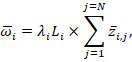 ω̅ᵢ = λᵢLᵢ × ∑_{j=1}^{j=N} z̅ᵢ,ⱼ,